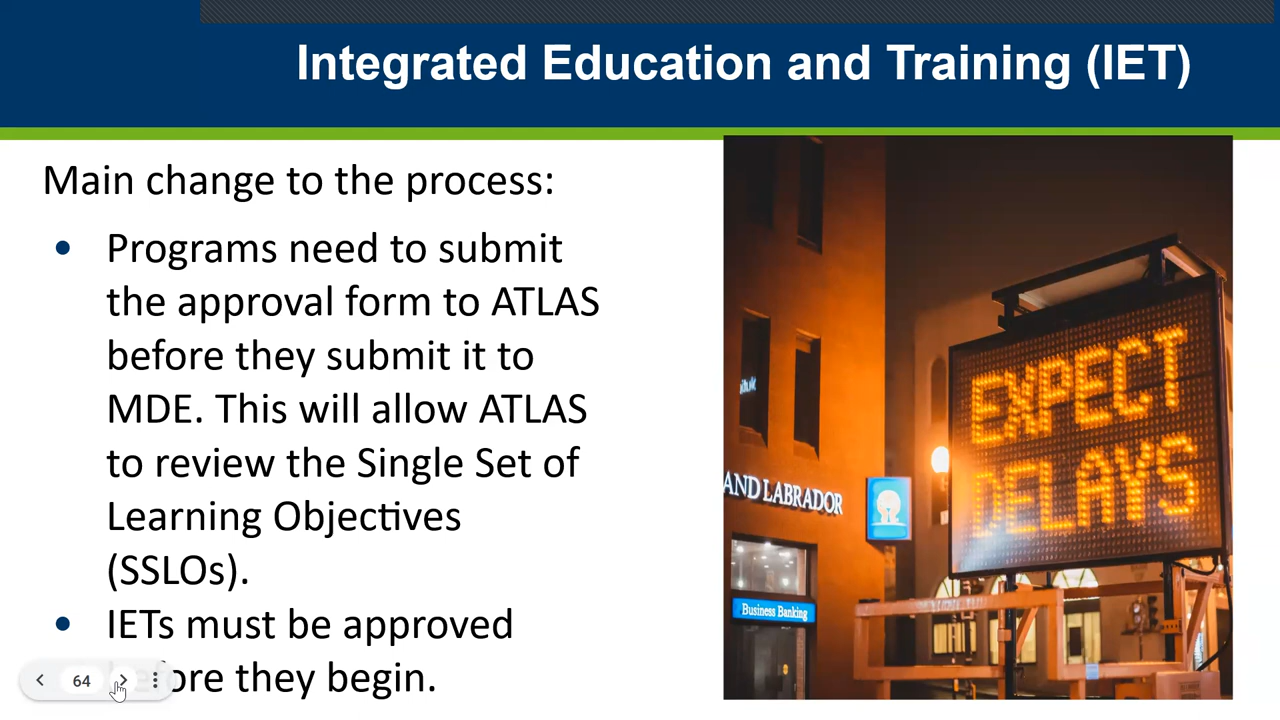 Integrated Education and Training (IET)
Main change to the process:
• Programs need to submit
the approval form to ATLAS
before they submit it to
MDE. This will allow ATLAS
to review the Single Set of
Learning Objectives
(SSLOs).
• IETs must be approved
before they begin.
64
EXPECT
DELAYS
AND LABRADOR
Business Banking